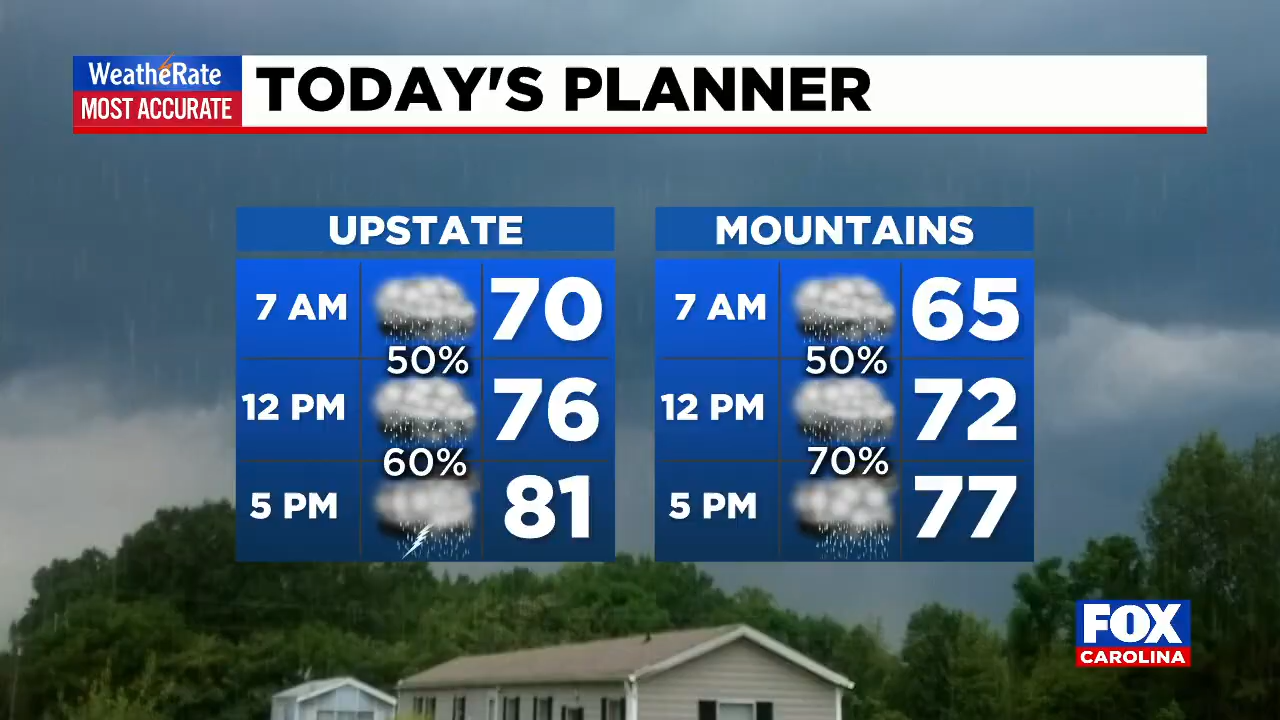 WeatheRate
MOST ACCURATE
TODAY'S PLANNER
UPSTATE
7 AM 70
50%
12 PM 76
60%
5 PM 81
MOUNTAINS
7 AM 65
50%
12 PM 72
70%
5 PM 77
FOX
CAROLINA